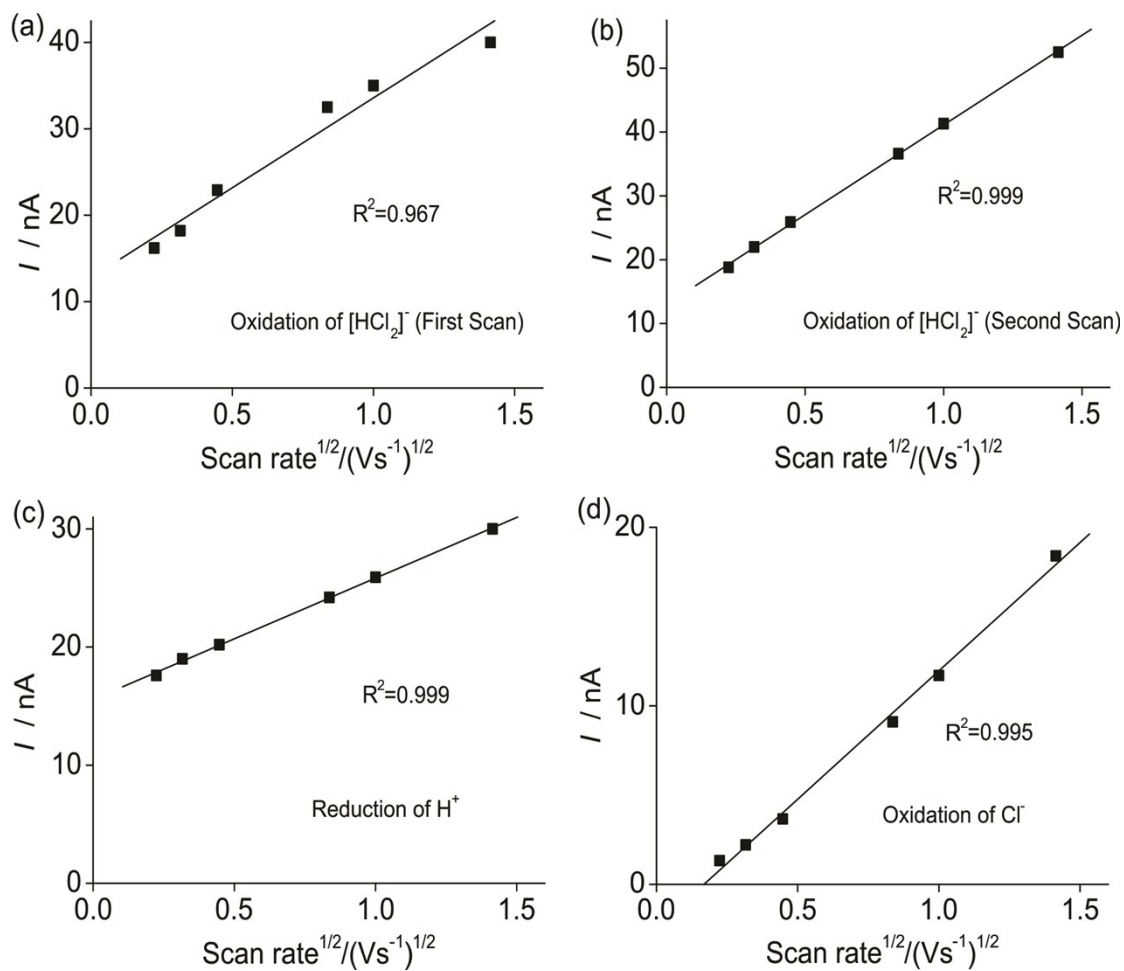 (a)
40
30
20
10
0
I / nA
R²=0.967
Oxidation of [HCl₂]⁻ (First Scan)
0.0 0.5 1.0 1.5
Scan rate¹/²/(Vs⁻¹)¹/²
(b)
50
40
30
20
10
0
I / nA
R²=0.999
Oxidation of [HCl₂]⁻ (Second Scan)
0.0 0.5 1.0 1.5
Scan rate¹/²/(Vs⁻¹)¹/²
(c)
30
20
10
0
I / nA
R²=0.999
Reduction of H⁺
0.0 0.5 1.0 1.5
Scan rate¹/²/(Vs⁻¹)¹/²
(d)
20
10
0
I / nA
R²=0.995
Oxidation of Cl⁻
0.0 0.5 1.0 1.5
Scan rate¹/²/(Vs⁻¹)¹/²